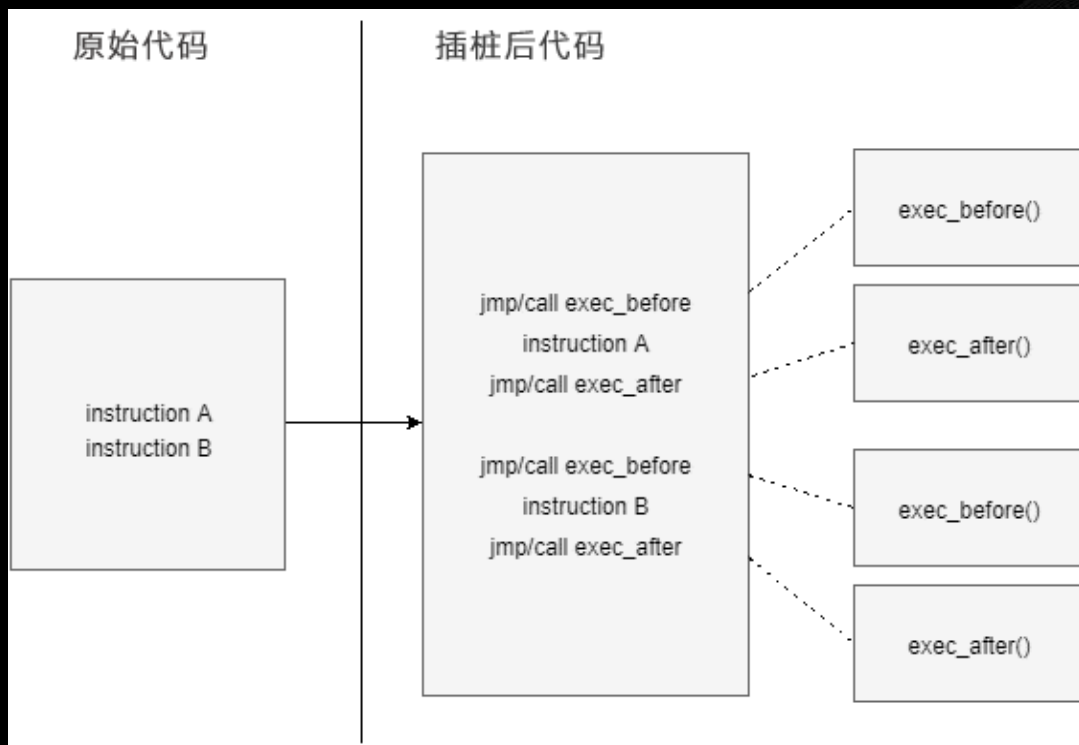 原始代码
插桩后代码
instruction A
instruction B
jmp/call exec_before
instruction A
jmp/call exec_after
jmp/call exec_before
instruction B
jmp/call exec_after
exec_before()
exec_after()
exec_before()
exec_after()